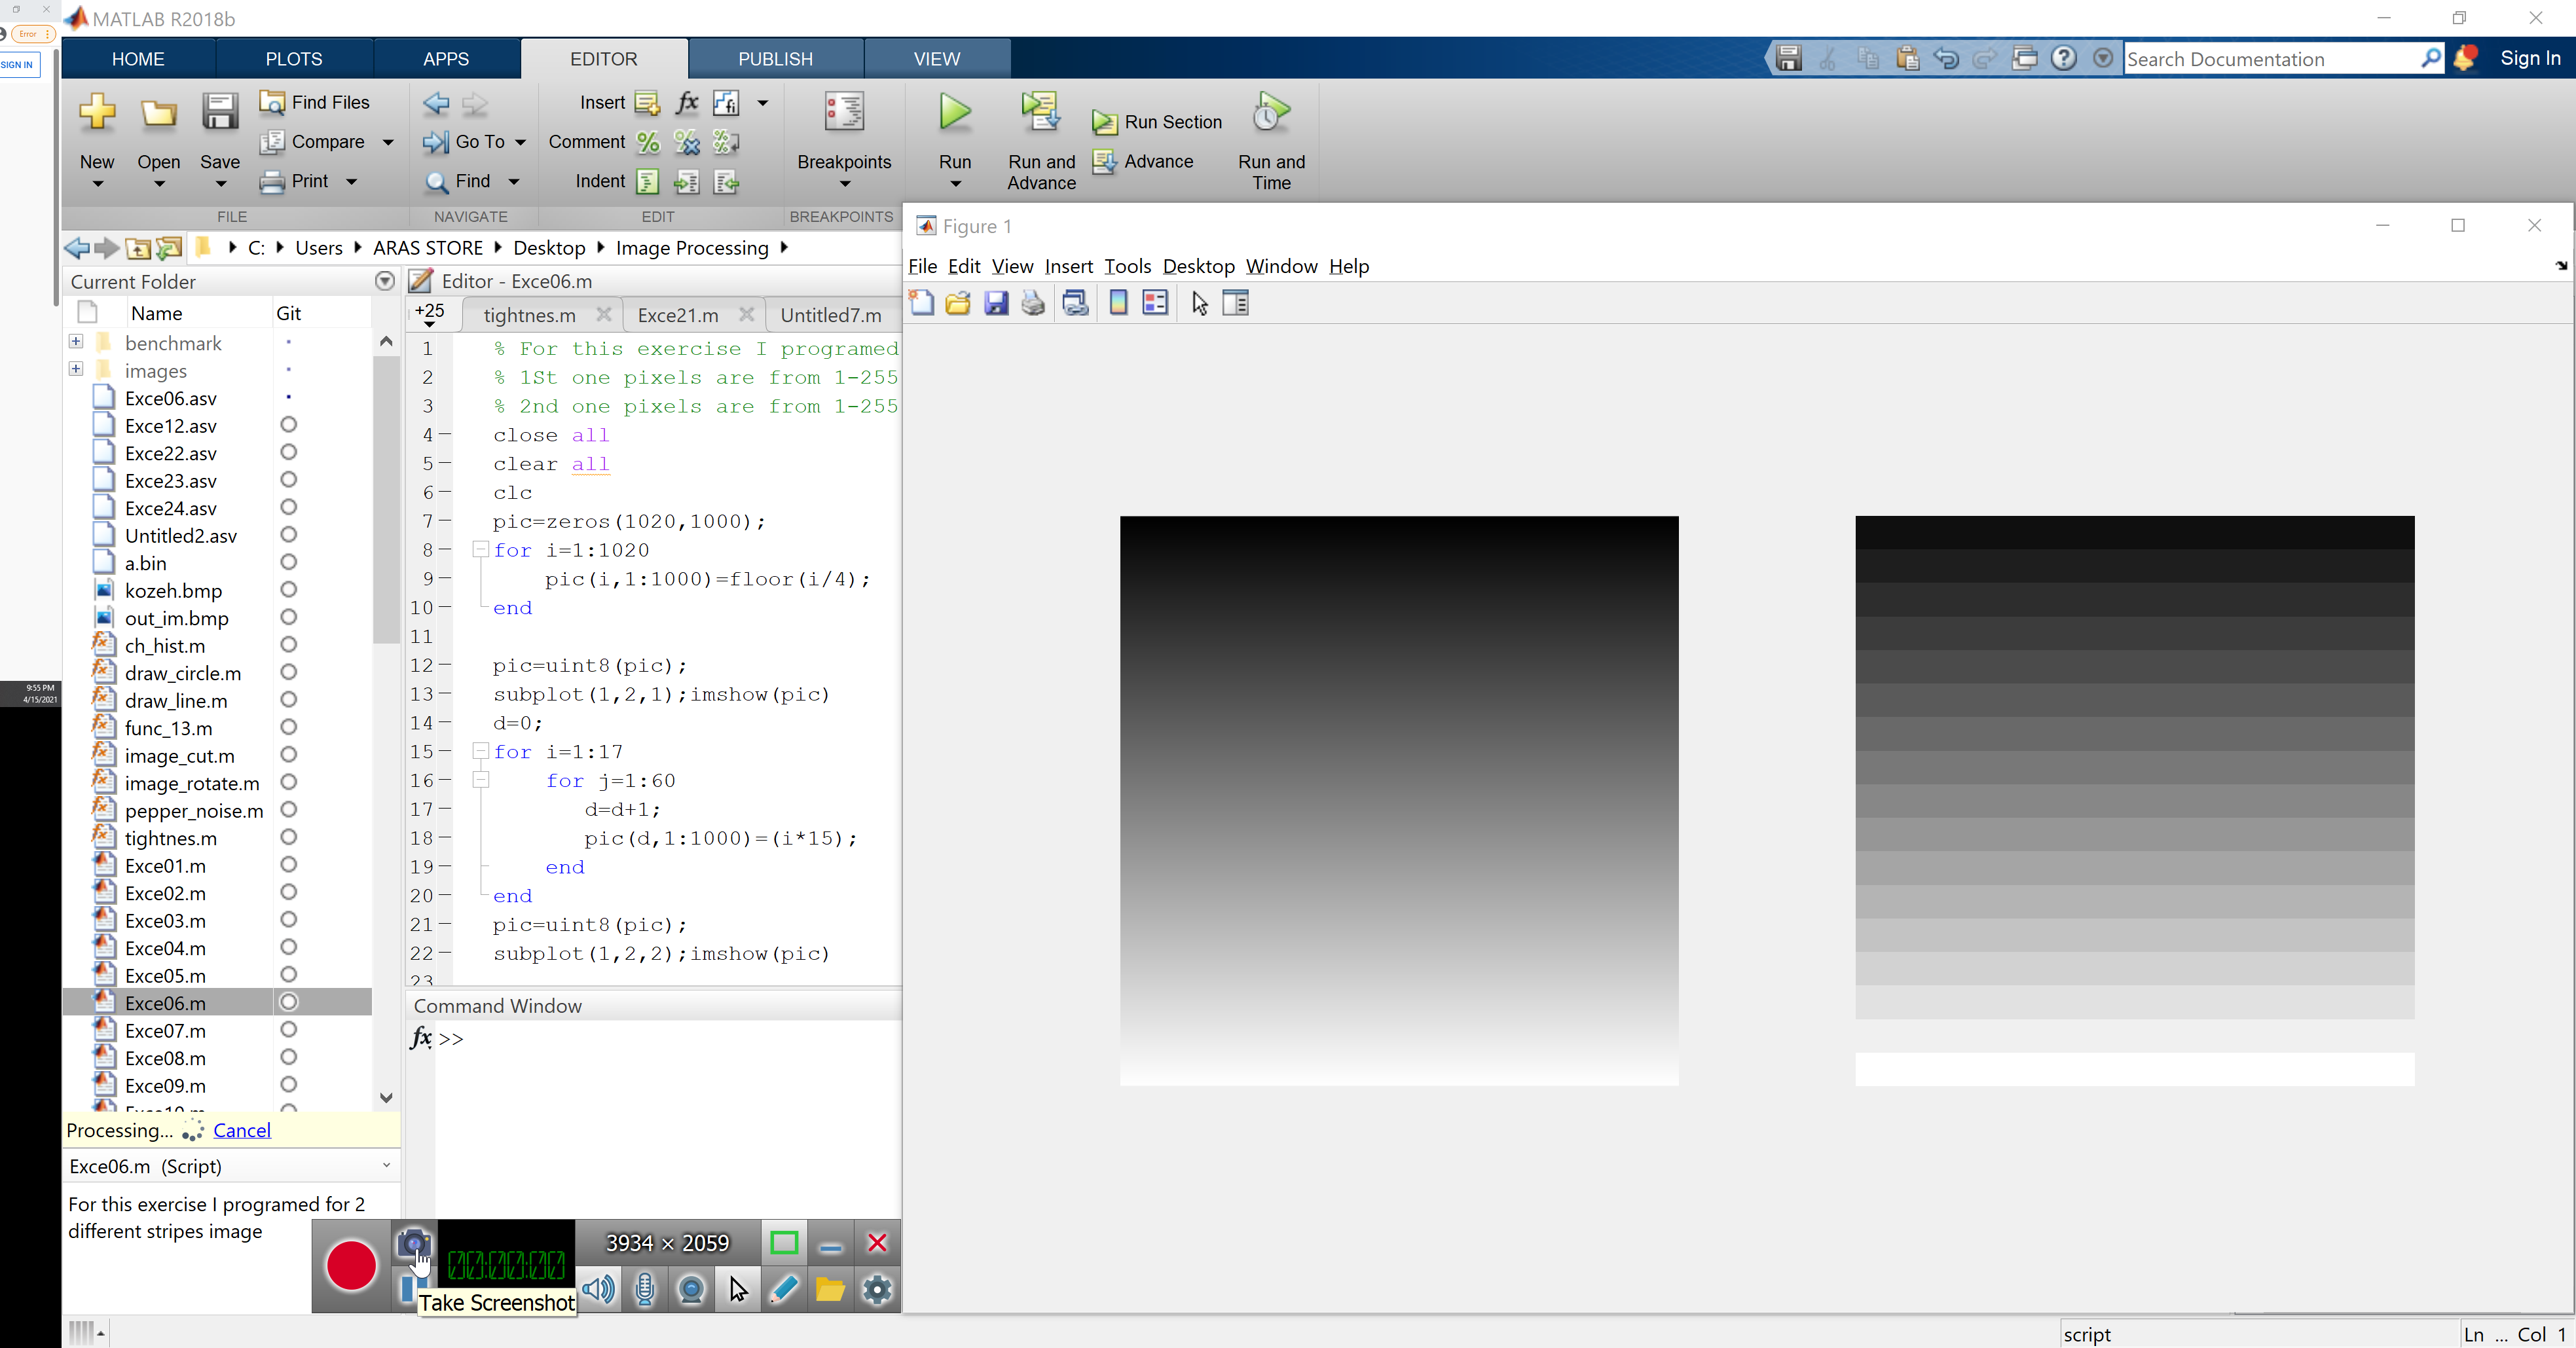 MATLAB R2018b
Error
SIGN IN
HOME
PLOTS
APPS
EDITOR
PUBLISH
VIEW
Search Documentation
Sign In
New
Open
Save
Find Files
Compare
Print
FILE
Go To
Find
NAVIGATE
Insert
Comment
Indent
EDIT
Breakpoints
BREAKPOINTS
Run
Run and Advance
Run Section
Advance
Run and Time
C: Users ARAS STORE Desktop Image Processing
Current Folder
Name Git
benchmark
images
Exce06.asv
Exce12.asv
Exce22.asv
Exce23.asv
Exce24.asv
Untitled2.asv
a.bin
kozeh.bmp
out_im.bmp
ch_hist.m
draw_circle.m
draw_line.m
func_13.m
image_cut.m
image_rotate.m
pepper_noise.m
tightnes.m
Exce01.m
Exce02.m
Exce03.m
Exce04.m
Exce05.m
Exce06.m
Exce07.m
Exce08.m
Exce09.m
Processing... Cancel
Exce06.m (Script)
For this exercise I programed for 2
different stripes image
9:55 PM
4/15/2021
Editor - Exce06.m
+25
tightnes.m
Exce21.m
Untitled7.m
1 % For this exercise I programed
2 % 1St one pixels are from 1-255
3 % 2nd one pixels are from 1-255
4 close all
5 clear all
6 clc
7 pic=zeros(1020,1000);
8 for i=1:1020
9 pic(i,1:1000)=floor(i/4);
10 end
11
12 pic=uint8(pic);
13 subplot(1,2,1);imshow(pic)
14 d=0;
15 for i=1:17
16 for j=1:60
17 d=d+1;
18 pic(d,1:1000)=(i*15);
19 end
20 end
21 pic=uint8(pic);
22 subplot(1,2,2);imshow(pic)
23
Command Window
fx >>
Figure 1
File Edit View Insert Tools Desktop Window Help
00:00:00
3934 × 2059
Take Screenshot
script
Ln ... Col 1